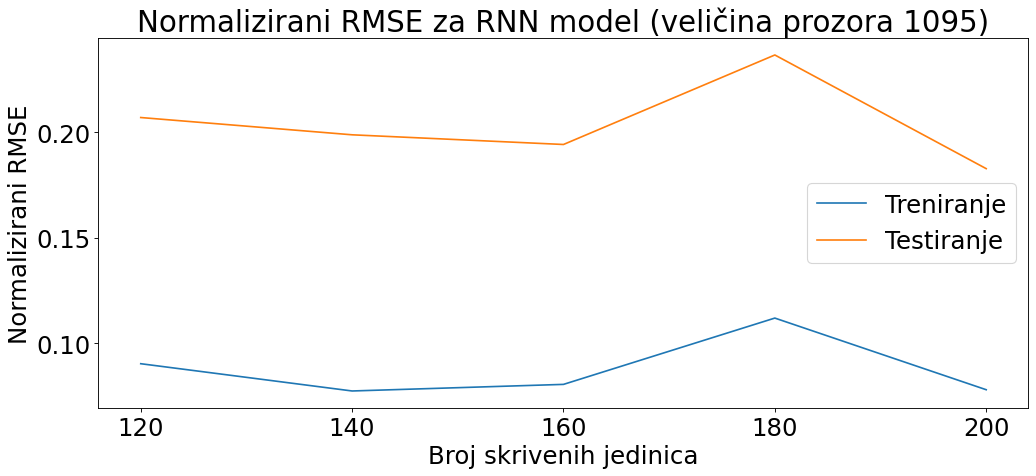 Normalizirani RMSE za RNN model (veličina prozora 1095)
Normalizirani RMSE
0.20
0.15
0.10
Treniranje
Testiranje
120 140 160 180 200
Broj skrivenih jedinica